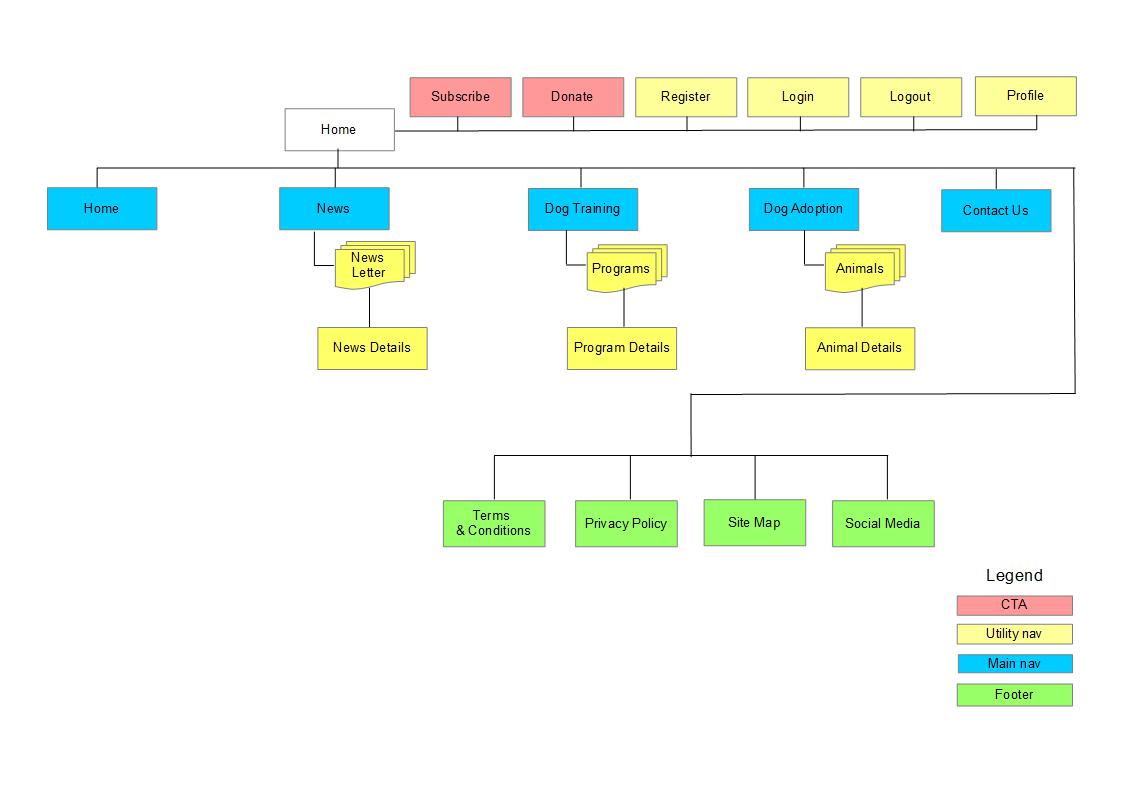 Subscribe
Donate
Register
Login
Logout
Profile
Home
Home
News
Dog Training
Dog Adoption
Contact Us
News
Letter
Programs
Animals
News Details
Program Details
Animal Details
Terms
& Conditions
Privacy Policy
Site Map
Social Media
Legend
CTA
Utility nav
Main nav
Footer